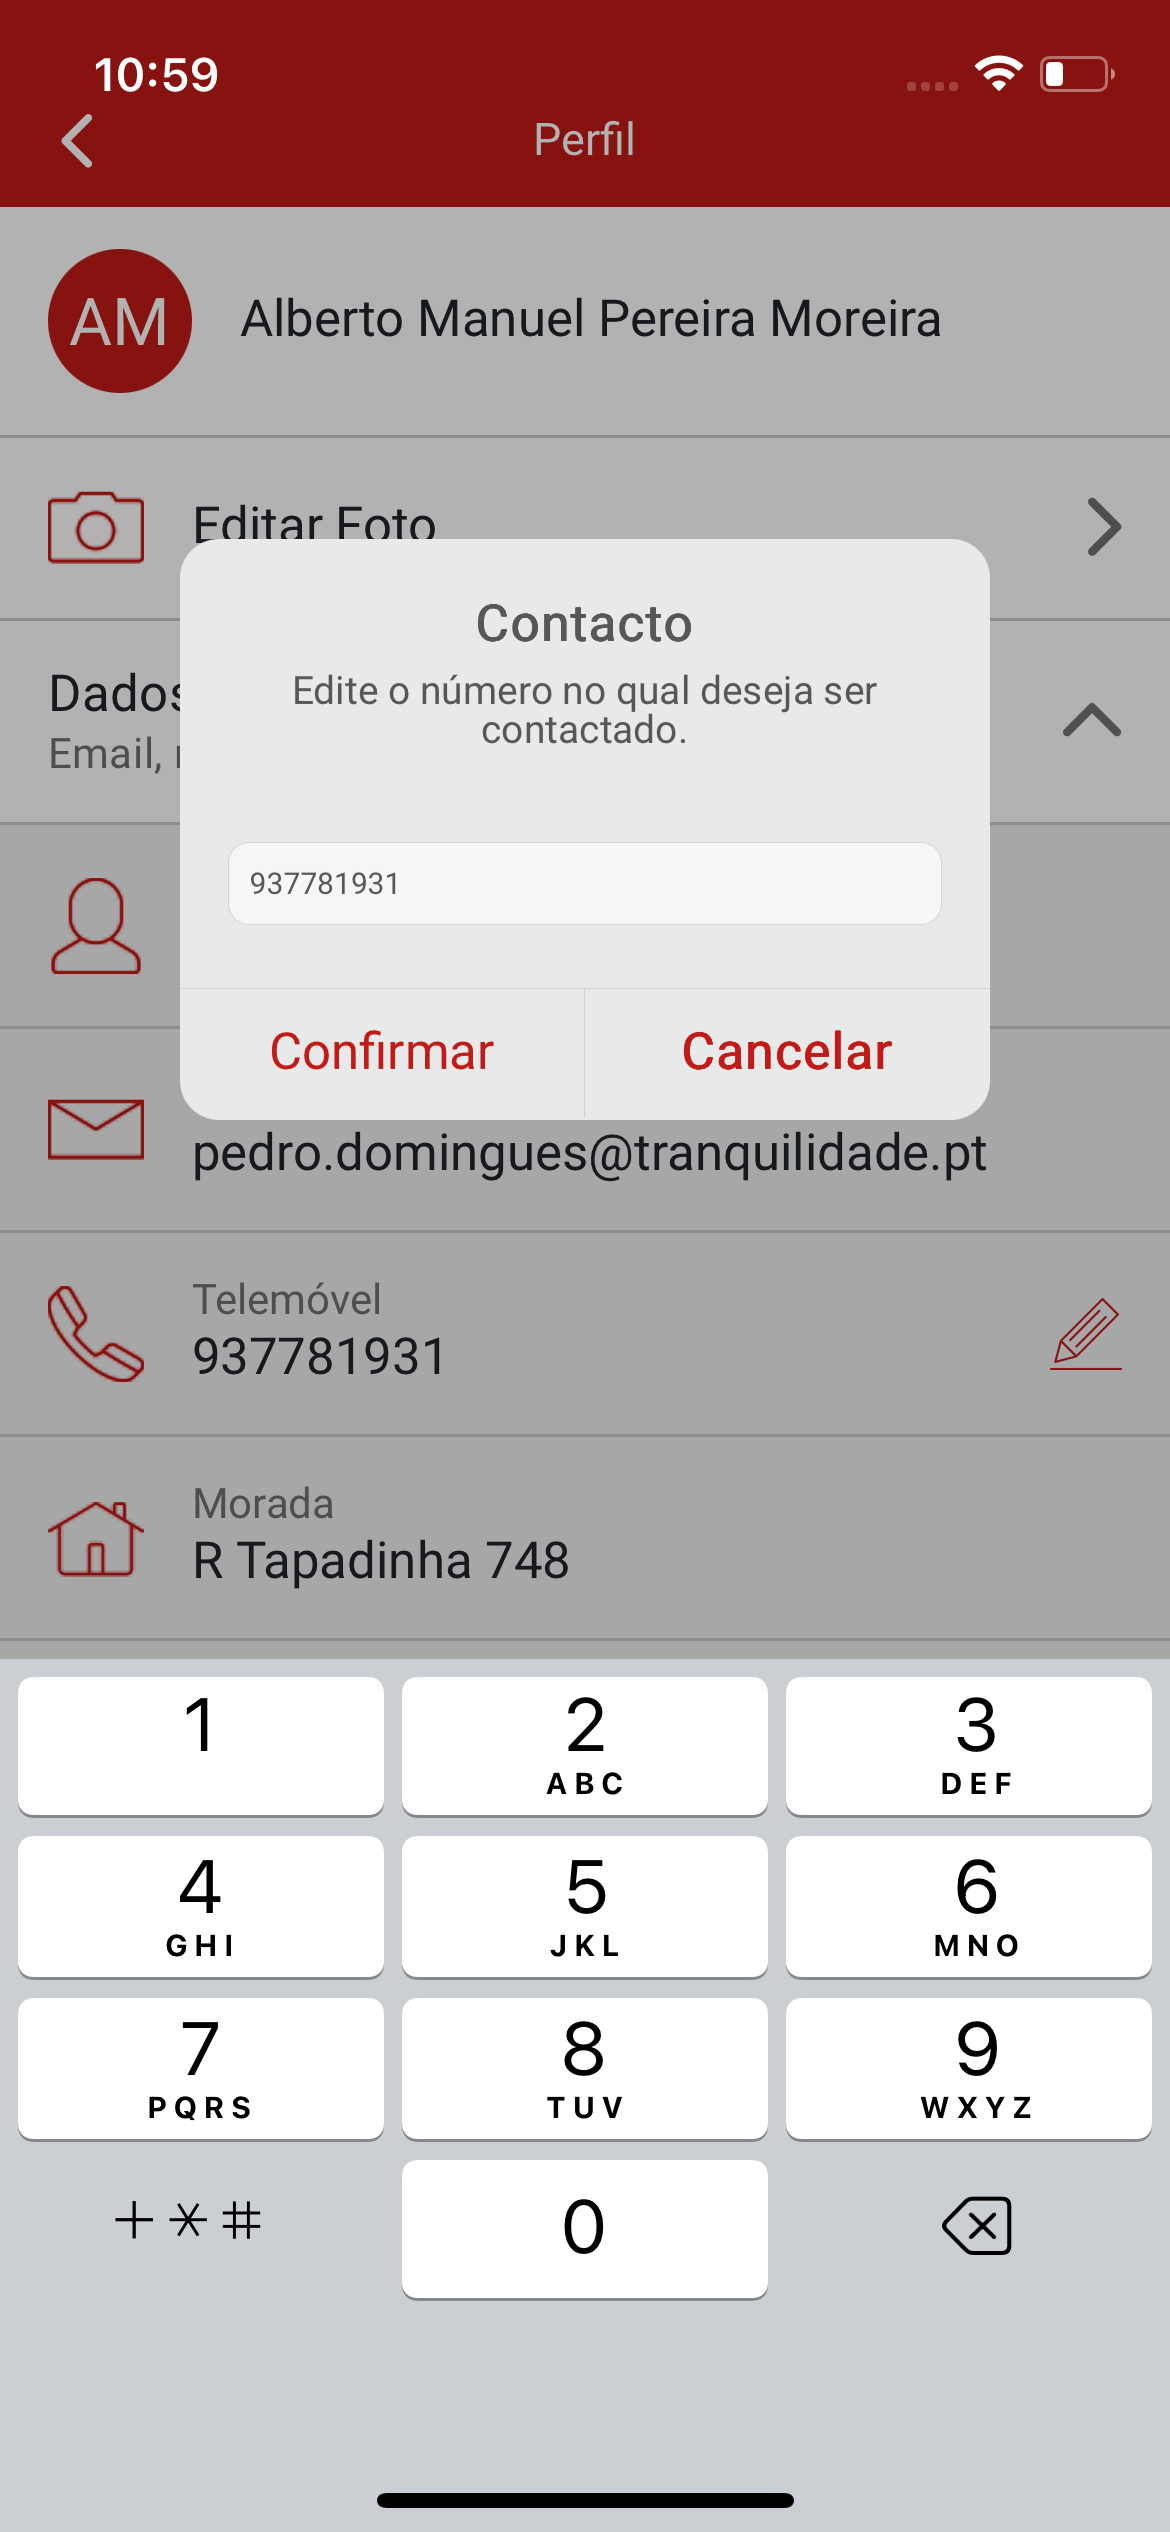 10:59
Perfil
AM
Alberto Manuel Pereira Moreira
Editar Foto
Contacto
Edite o número no qual deseja ser
contactado.
Dados
Email,
937781931
Confirmar
Cancelar
pedro.domingues@tranquilidade.pt
Telemóvel
937781931
Morada
R Tapadinha 748
1
2
3
ABC
DEF
4
5
6
GHI
JKL
MNO
7
8
9
PQRS
TUV
WXYZ
+*#
0